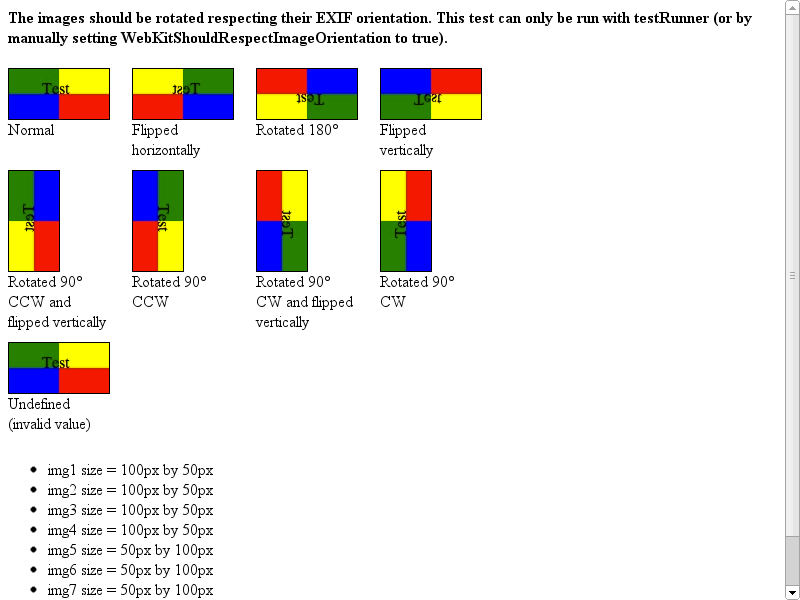 The images should be rotated respecting their EXIF orientation. This test can only be run with testRunner (or by
manually setting WebKitShouldRespectImageOrientation to true).
Test
Test
Test
Test
Normal
Flipped
horizontally
Rotated 180°
Flipped
vertically
Test
Test
Test
Test
Rotated 90°
CCW and
flipped vertically
Rotated 90°
CCW
Rotated 90°
CW and flipped
vertically
Rotated 90°
CW
Test
Undefined
(invalid value)
img1 size = 100px by 50px
img2 size = 100px by 50px
img3 size = 100px by 50px
img4 size = 100px by 50px
img5 size = 50px by 100px
img6 size = 50px by 100px
img7 size = 50px by 100px